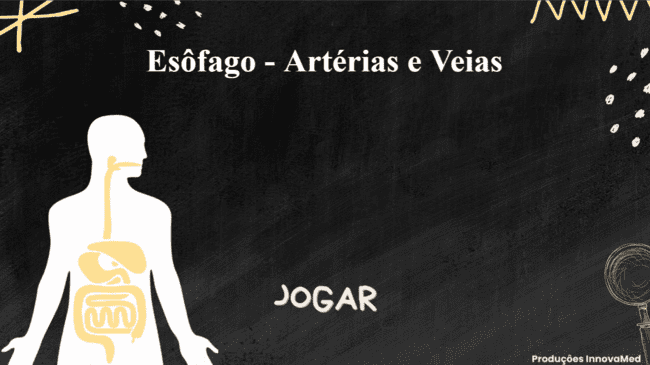 Esôfago - Artérias e Veias
JOGAR
Produções InnovaMed